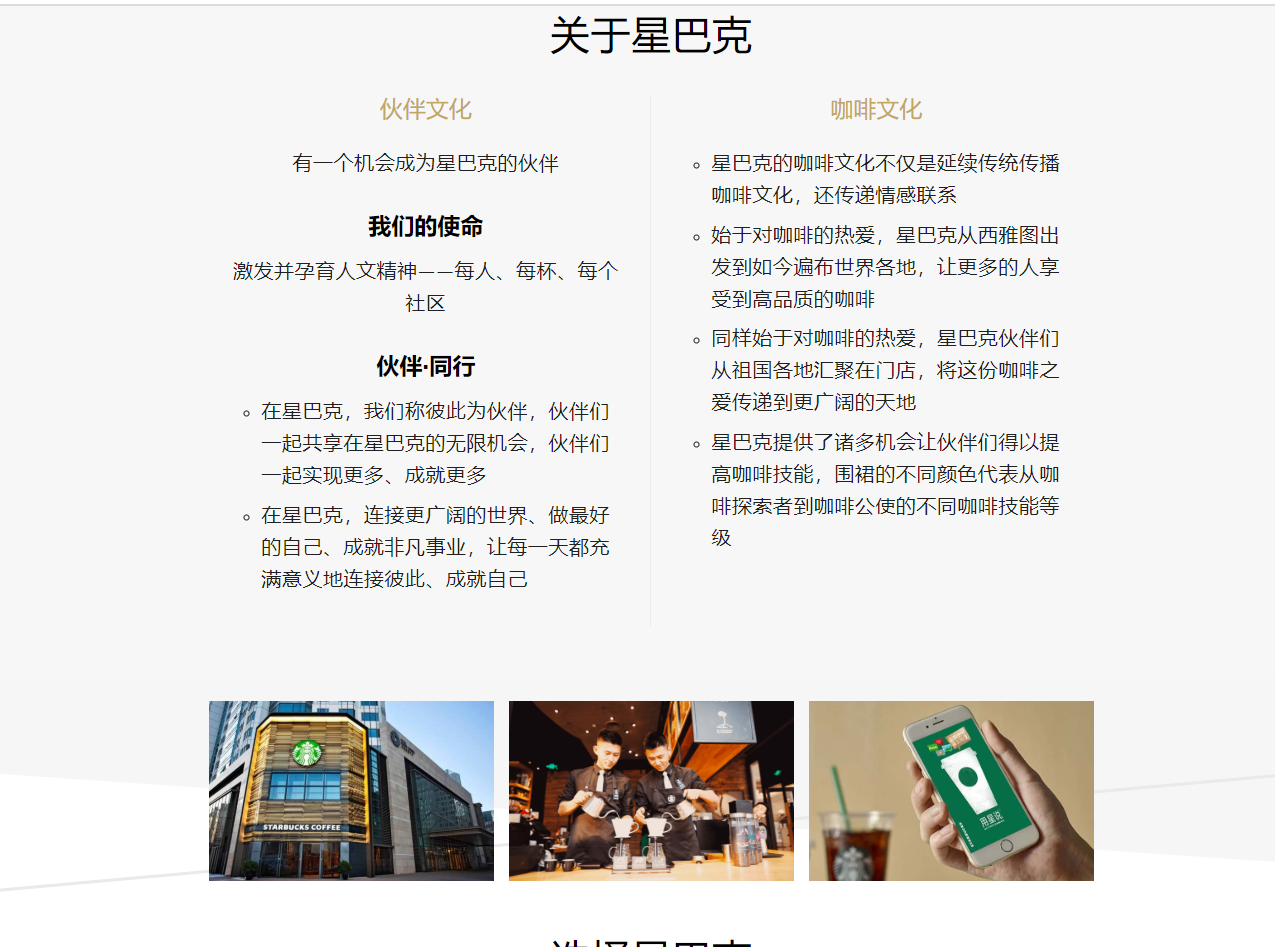 关于星巴克
伙伴文化
有一个机会成为星巴克的伙伴
我们的使命
激发并孕育人文精神——每人、每杯、每个
社区
伙伴·同行
在星巴克，我们称彼此为伙伴，伙伴们
一起共享在星巴克的无限机会，伙伴们
一起实现更多、成就更多
在星巴克，连接更广阔的世界、做最好
的自己、成就非凡事业，让每一天都充
满意义地连接彼此、成就自己
咖啡文化
星巴克的咖啡文化不仅是延续传统传播
咖啡文化，还传递情感联系
始于对咖啡的热爱，星巴克从西雅图出
发到如今遍布世界各地，让更多的人享
受到高品质的咖啡
同样始于对咖啡的热爱，星巴克伙伴们
从祖国各地汇聚在门店，将这份咖啡之
爱传递到更广阔的天地
星巴克提供了诸多机会让伙伴们得以提
高咖啡技能，围裙的不同颜色代表从咖
啡探索者到咖啡公使的不同咖啡技能等
级
STARBUCKS COFFEE
用星说